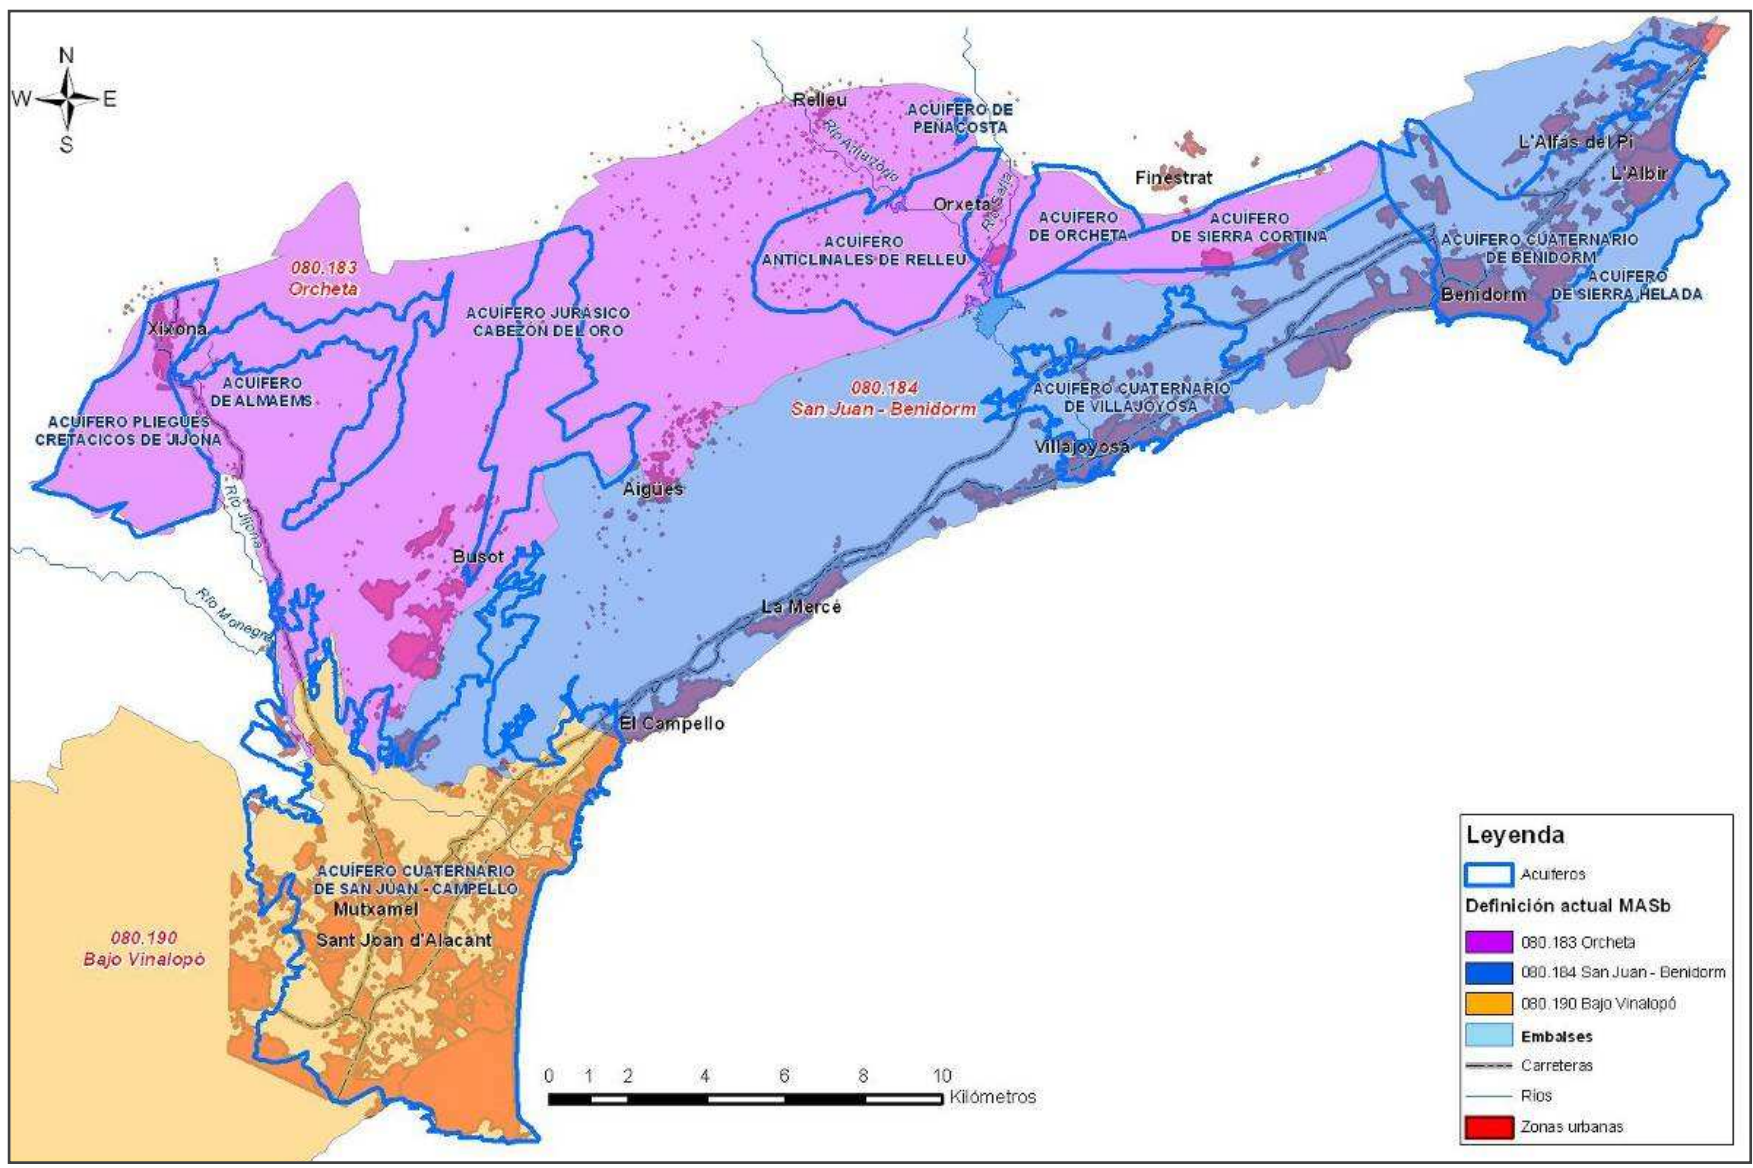 N
W E
S
Relleu
ACUÍFERO DE
PEÑACOSTA
Río Amarzorio
L'Alfás del Pi
L'Albir
Finestrat
Orxeta
Río Sella
ACUÍFERO
DE ORCHETA
ACUÍFERO
DE SIERRA CORTINA
ACUÍFERO
ANTICLINALES DE RELLEU
ACUÍFERO CUATERNARIO
DE BENIDORM
ACUÍFERO
DE SIERRA HELADA
Benidorm
080.183
Orcheta
Xixona
ACUÍFERO JURÁSICO
CABEZÓN DEL ORO
ACUÍFERO
DE ALMAEMS
ACUÍFERO PLIEGUES
CRETACICOS DE JIJONA
080.184
San Juan - Benidorm
ACUÍFERO CUATERNARIO
DE VILLAJOYOSA
Villajoyosa
Aigües
Río Jijona
Busot
Río Monegre
La Mercè
El Campello
ACUÍFERO CUATERNARIO
DE SAN JUAN - CAMPELLO
Mutxamel
Sant Joan d'Alacant
080.190
Bajo Vinalopó
0 1 2 4 6 8 10
Kilómetros
Leyenda
Acuiferos
Definición actual MASb
080.183 Orcheta
080.184 San Juan - Benidorm
080.190 Bajo Vinalopó
Embalses
Carreteras
Ríos
Zonas urbanas